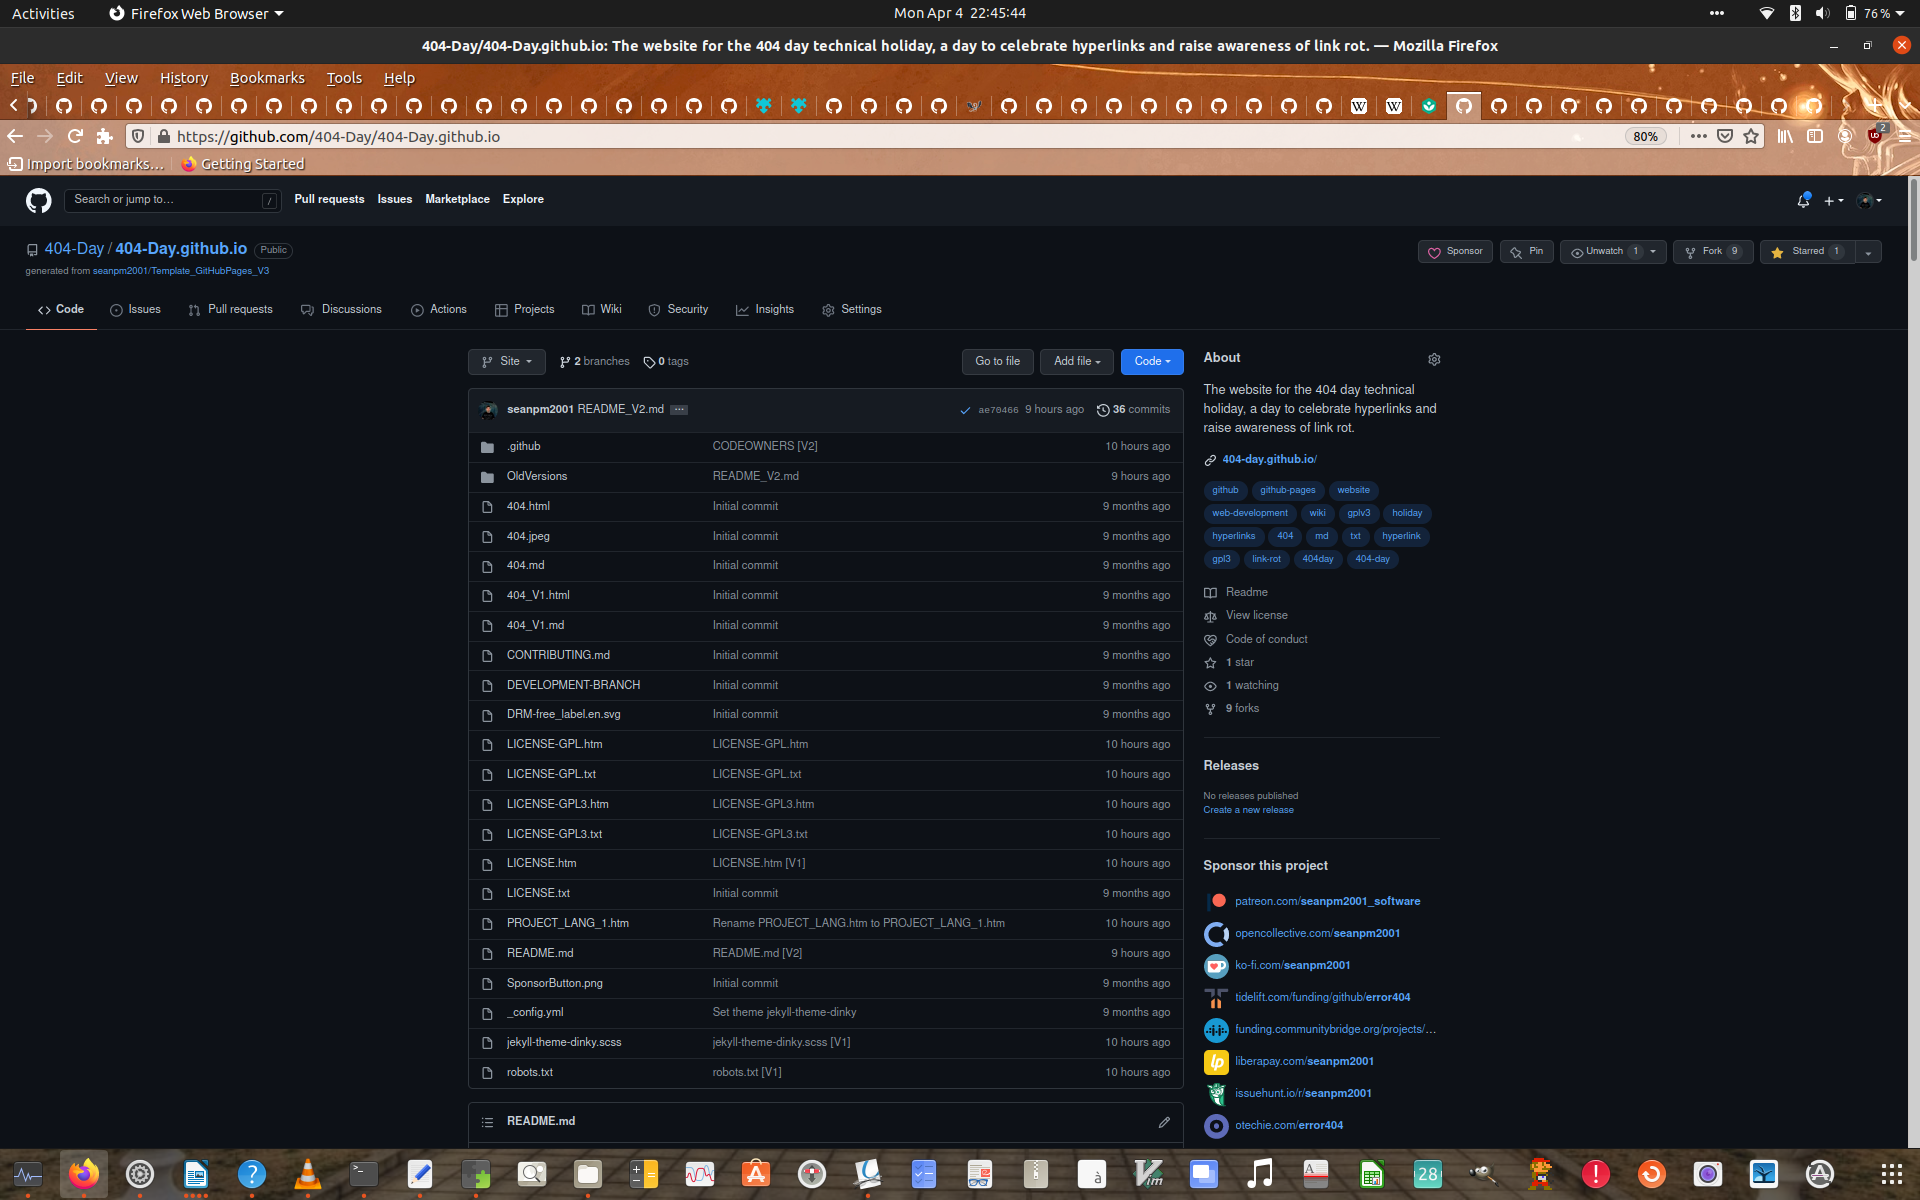 Activities
Firefox Web Browser
Mon Apr 4 22:45:44
76 %
404-Day/404-Day.github.io: The website for the 404 day technical holiday, a day to celebrate hyperlinks and raise awareness of link rot. — Mozilla Firefox
File Edit View History Bookmarks Tools Help
https://github.com/404-Day/404-Day.github.io
80%
2
Import bookmarks...
Getting Started
Search or jump to...
/
Pull requests Issues Marketplace Explore
404-Day / 404-Day.github.io Public
generated from seanpm2001/Template_GitHubPages_V3
Sponsor
Pin
Unwatch 1
Fork 9
Starred 1
Code
Issues
Pull requests
Discussions
Actions
Projects
Wiki
Security
Insights
Settings
Site
2 branches
0 tags
Go to file
Add file
Code
seanpm2001 README_V2.md ...
ae70466 9 hours ago
36 commits
.github CODEOWNERS [V2] 10 hours ago
OldVersions README_V2.md 9 hours ago
404.html Initial commit 9 months ago
404.jpeg Initial commit 9 months ago
404.md Initial commit 9 months ago
404_V1.html Initial commit 9 months ago
404_V1.md Initial commit 9 months ago
CONTRIBUTING.md Initial commit 9 months ago
DEVELOPMENT-BRANCH Initial commit 9 months ago
DRM-free_label.en.svg Initial commit 9 months ago
LICENSE-GPL.htm LICENSE-GPL.htm 10 hours ago
LICENSE-GPL.txt LICENSE-GPL.txt 10 hours ago
LICENSE-GPL3.htm LICENSE-GPL3.htm 10 hours ago
LICENSE-GPL3.txt LICENSE-GPL3.txt 10 hours ago
LICENSE.htm LICENSE.htm [V1] 10 hours ago
LICENSE.txt Initial commit 9 months ago
PROJECT_LANG_1.htm Rename PROJECT_LANG.htm to PROJECT_LANG_1.htm 10 hours ago
README.md README.md [V2] 9 hours ago
SponsorButton.png Initial commit 9 months ago
_config.yml Set theme jekyll-theme-dinky 9 months ago
jekyll-theme-dinky.scss jekyll-theme-dinky.scss [V1] 10 hours ago
robots.txt robots.txt [V1] 10 hours ago
README.md
About
The website for the 404 day technical
holiday, a day to celebrate hyperlinks and
raise awareness of link rot.
404-day.github.io/
github github-pages website
web-development wiki gplv3 holiday
hyperlinks 404 md txt hyperlink
gpl3 link-rot 404day 404-day
Readme
View license
Code of conduct
1 star
1 watching
9 forks
Releases
No releases published
Create a new release
Sponsor this project
patreon.com/seanpm2001_software
opencollective.com/seanpm2001
ko-fi.com/seanpm2001
tidelift.com/funding/github/error404
funding.communitybridge.org/projects/...
liberapay.com/seanpm2001
issuehunt.io/r/seanpm2001
otechie.com/error404
28